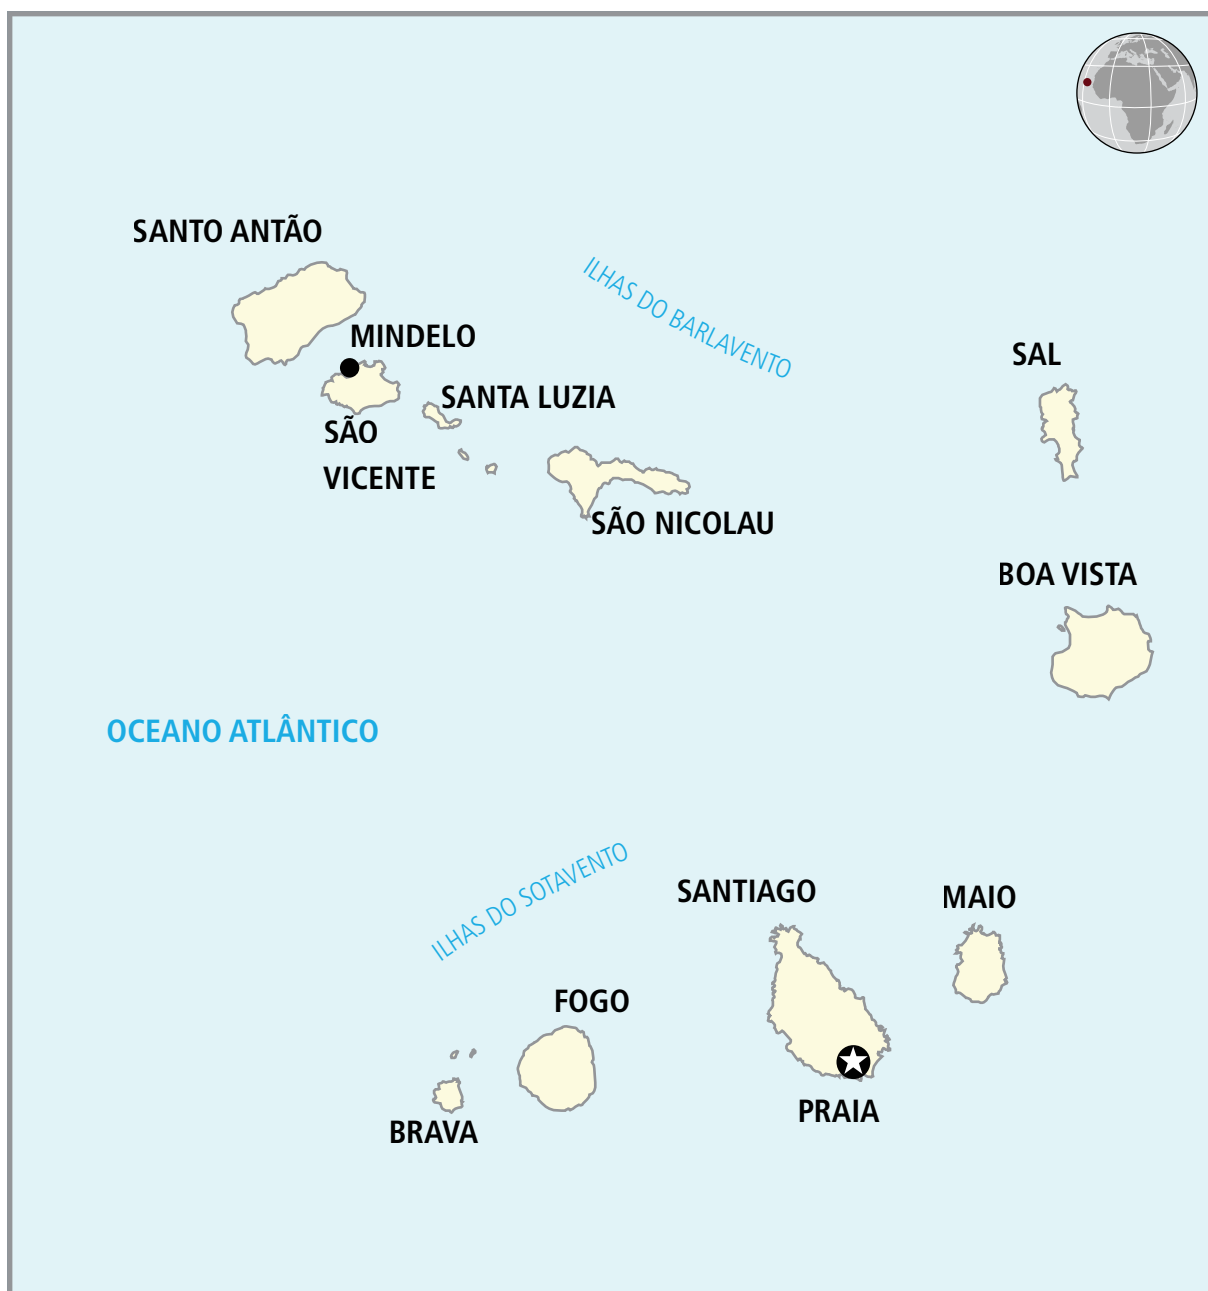 SANTO ANTÃO
ILHAS DO BARLAVENTO
MINDELO
SAL
SANTA LUZIA
SÃO
VICENTE
SÃO NICOLAU
BOA VISTA
OCEANO ATLÂNTICO
ILHAS DO SOTAVENTO
SANTIAGO
MAIO
FOGO
PRAIA
BRAVA